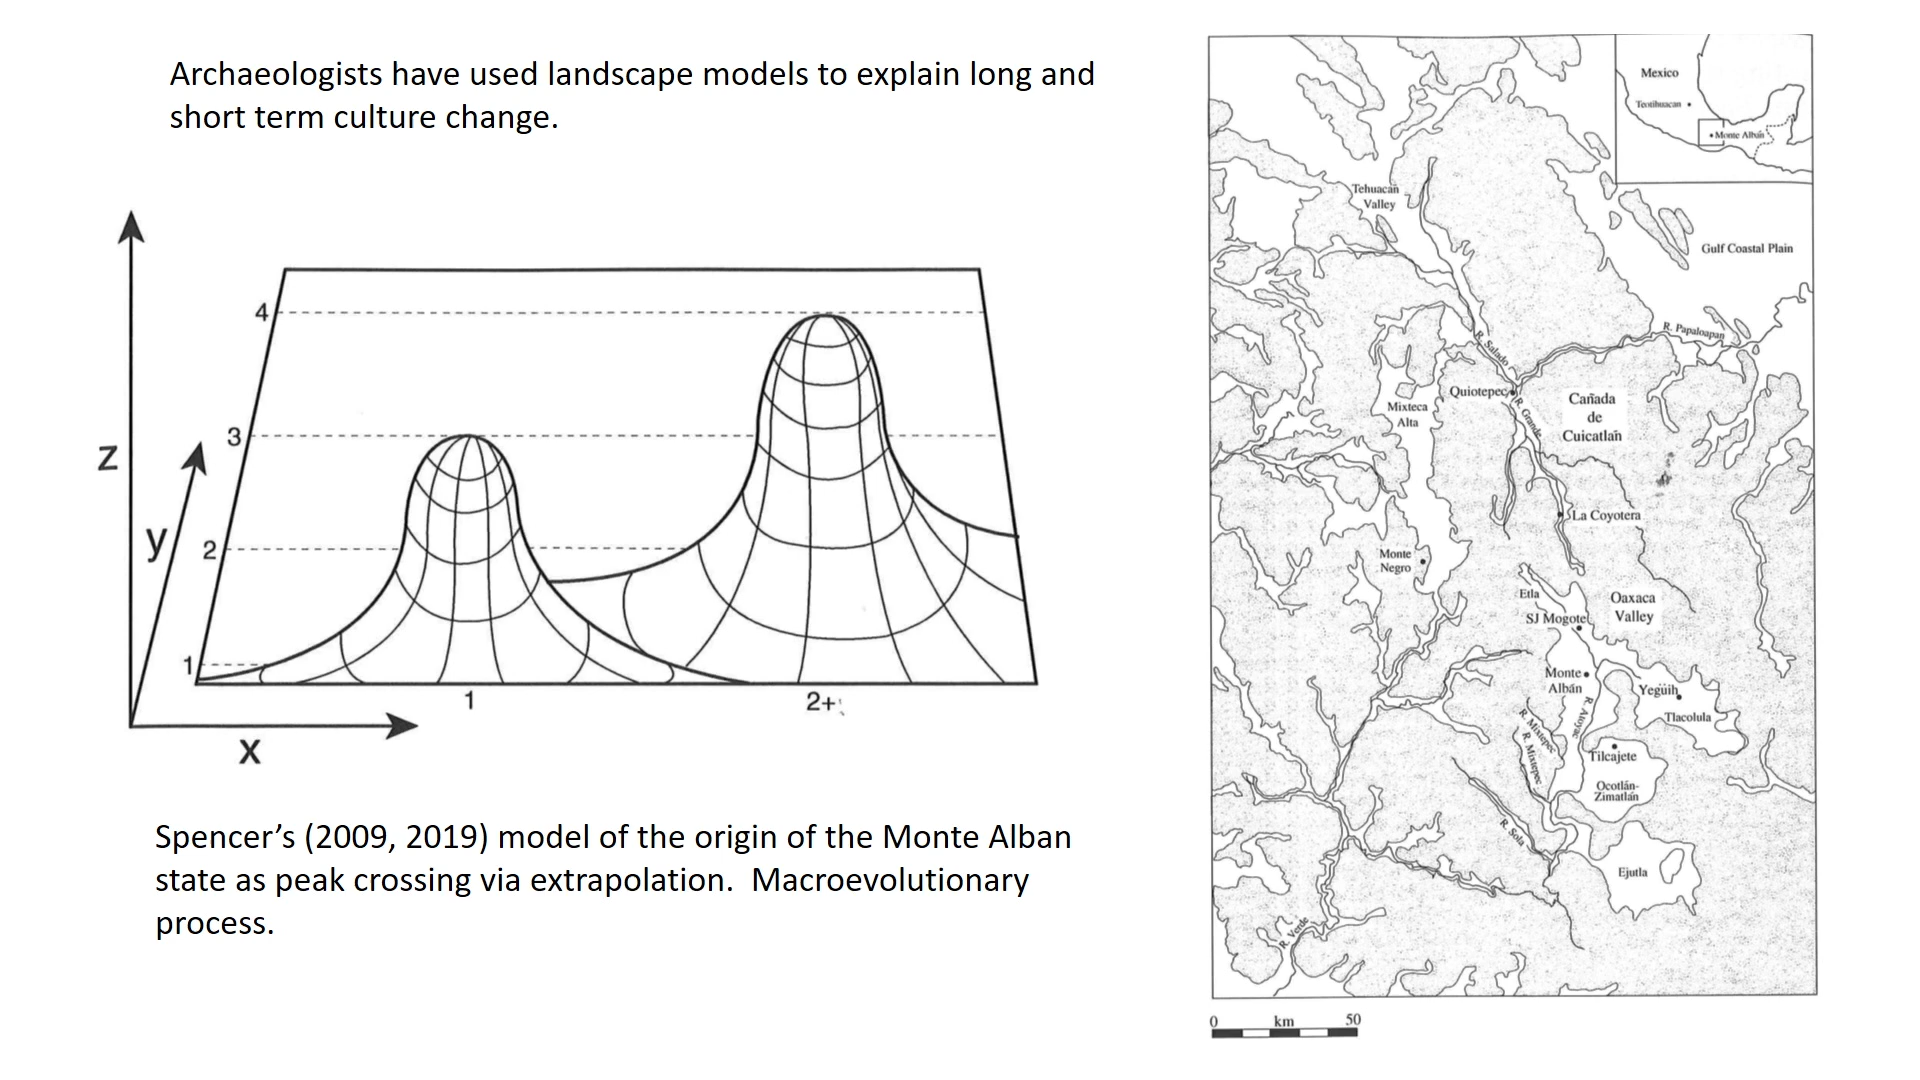 Archaeologists have used landscape models to explain long and
short term culture change.
z
y
x
4
3
2
1
1
2+
Spencer’s (2009, 2019) model of the origin of the Monte Alban
state as peak crossing via extrapolation.  Macroevolutionary
process.
Mexico
Teotihuacan
Monte Albán
Tehuacan
Valley
Gulf Coastal Plain
R. Papaloapan
R. Salado
Quiotepec
R. Grande
Cañada
de
Cuicatlán
Mixteca
Alta
La Coyotera
Monte
Negro
Etla
Oaxaca
Valley
SJ Mogote
Monte
Albán
Yegüih
R. Atoyac
Tlacolula
R. Mixtepec
R. Mixtepec
Tilcajete
Ocotlán-
Zimatlán
R. Sola
Ejutla
R. Verde
0 km 50